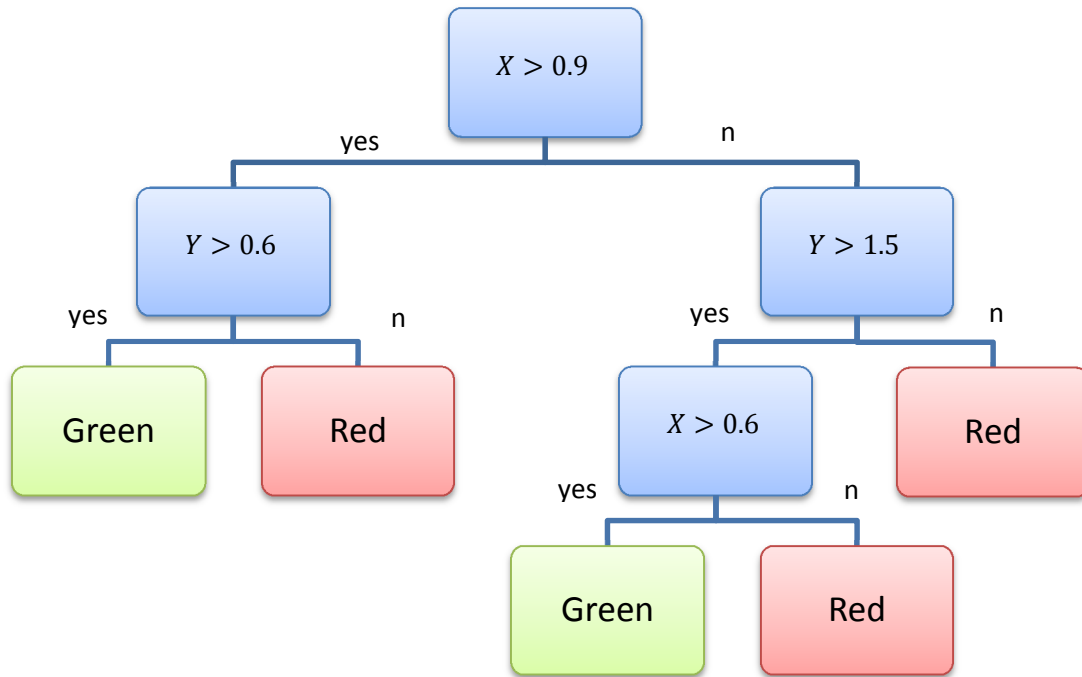 X > 0.9
yes
n
Y > 0.6
Y > 1.5
yes
n
yes
n
Green
Red
X > 0.6
Red
yes
n
Green
Red